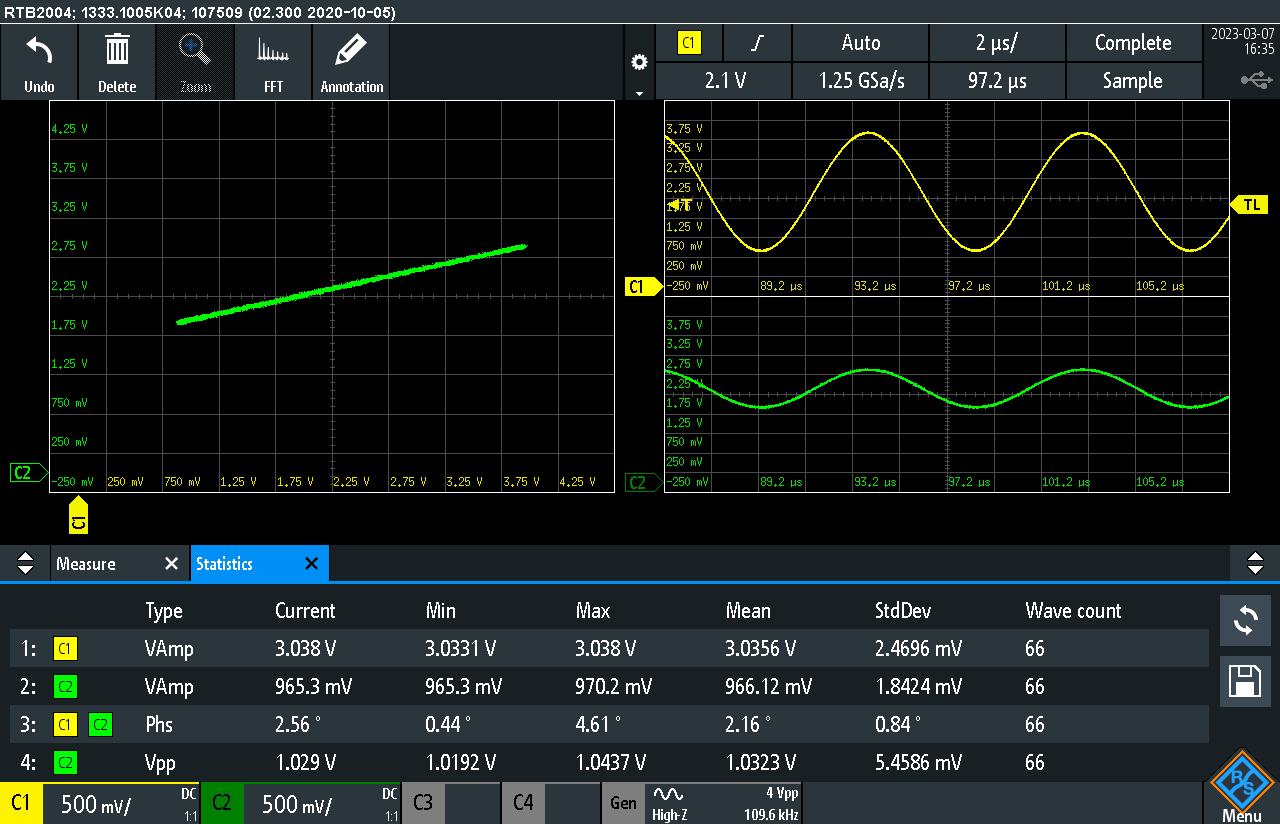 RTB2004; 1333.1005K04; 107509 (02.300 2020-10-05)
Undo
Delete
Zoom
FFT
Annotation
C1
Auto
2 µs/
Complete
2.1 V
1.25 GSa/s
97.2 µs
Sample
2023-03-07
16:35
4.25 V
3.75 V
3.25 V
2.75 V
2.25 V
1.75 V
1.25 V
750 mV
250 mV
-250 mV
250 mV
750 mV
1.25 V
1.75 V
2.25 V
2.75 V
3.25 V
3.75 V
4.25 V
C2
C1
3.75 V
3.25 V
2.75 V
2.25 V
1.75 V
1.25 V
750 mV
250 mV
-250 mV
89.2 µs
93.2 µs
97.2 µs
101.2 µs
105.2 µs
T
TL
C1
3.75 V
3.25 V
2.75 V
2.25 V
1.75 V
1.25 V
750 mV
250 mV
-250 mV
89.2 µs
93.2 µs
97.2 µs
101.2 µs
105.2 µs
C2
Measure
Statistics
Type Current Min Max Mean StdDev Wave count
1: C1 VAmp 3.038 V 3.0331 V 3.038 V 3.0356 V 2.4696 mV 66
2: C2 VAmp 965.3 mV 965.3 mV 970.2 mV 966.12 mV 1.8424 mV 66
3: C1 C2 Phs 2.56 ° 0.44 ° 4.61 ° 2.16 ° 0.84 ° 66
4: C2 Vpp 1.029 V 1.0192 V 1.0437 V 1.0323 V 5.4586 mV 66
C1 500 mV/ DC 1:1
C2 500 mV/ DC 1:1
C3
C4
Gen High-Z 4 Vpp 109.6 kHz
R&S
Menu